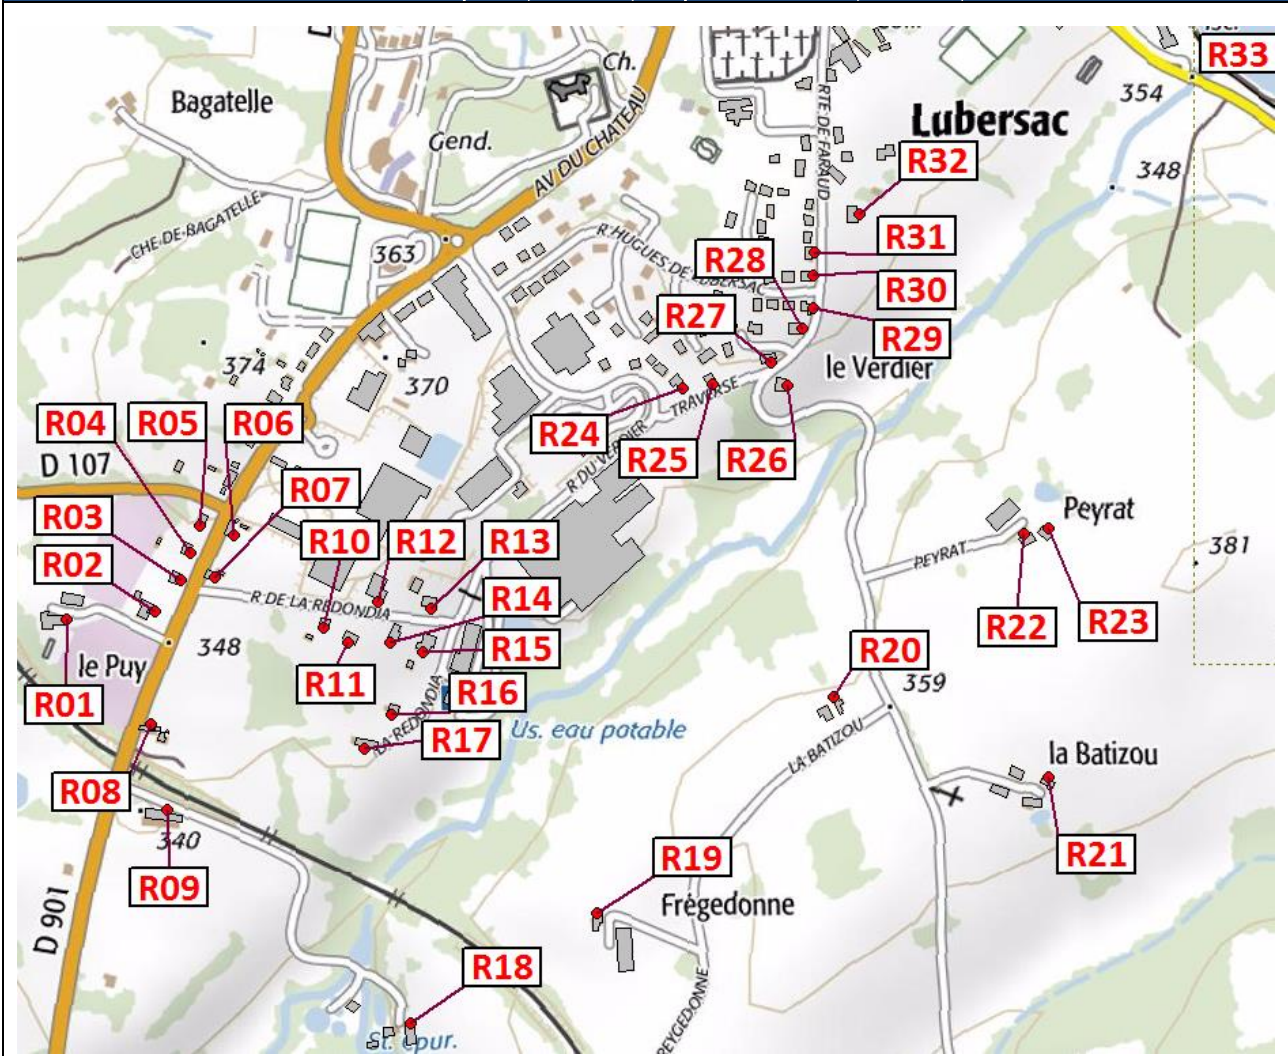 R33
Ch.
Bagatelle
354
RTE DE FARAUD
Lubersac
Gend.
AV DU CHATEAU
R32
348
CHE DE BAGATELLE
363
R HUGUES DE LUBERSAC
R31
R28
R30
R27
R29
374
370
le Verdier
R04
R05
R06
TRAVERSE
R24
R25
R26
D 107
R DU VERDIER
R07
R03
Peyrat
R10
R12
R13
381
R02
PEYRAT
R DE LA REDONDIA
R14
R22
R23
348
R15
R20
le Puy
R11
R16
359
R01
LA REDONDIA
R17
Us. eau potable
LA BATIZOU
la Batizou
R08
340
R19
R21
R09
Frègedonne
D 901
R18
REYGEDONNE
St. épur.